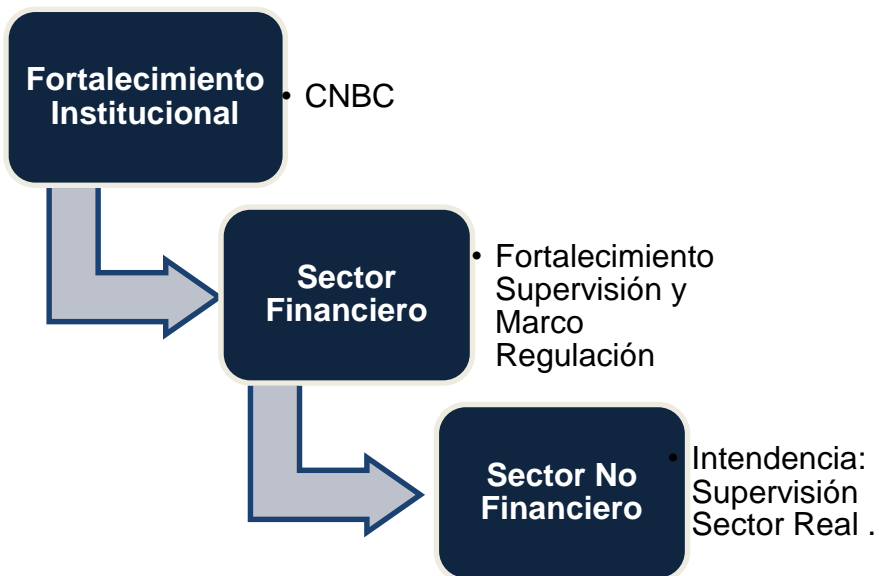 Fortalecimiento
Institucional
• CNBC
Sector
Financiero
• Fortalecimiento
Supervisión y
Marco
Regulación
Sector No
Financiero
• Intendencia:
Supervisión
Sector Real .